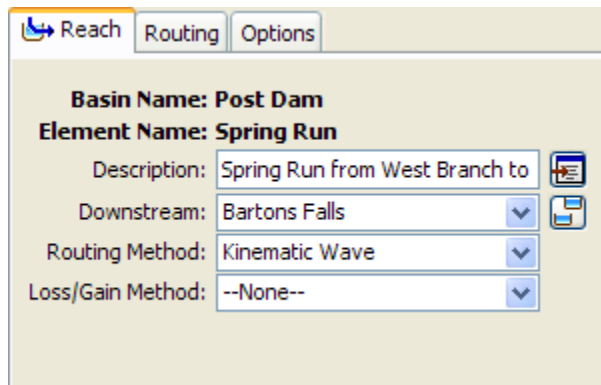 Reach Routing Options
Basin Name: Post Dam
Element Name: Spring Run
Description: Spring Run from West Branch to
Downstream: Bartons Falls
Routing Method: Kinematic Wave
Loss/Gain Method: --None--